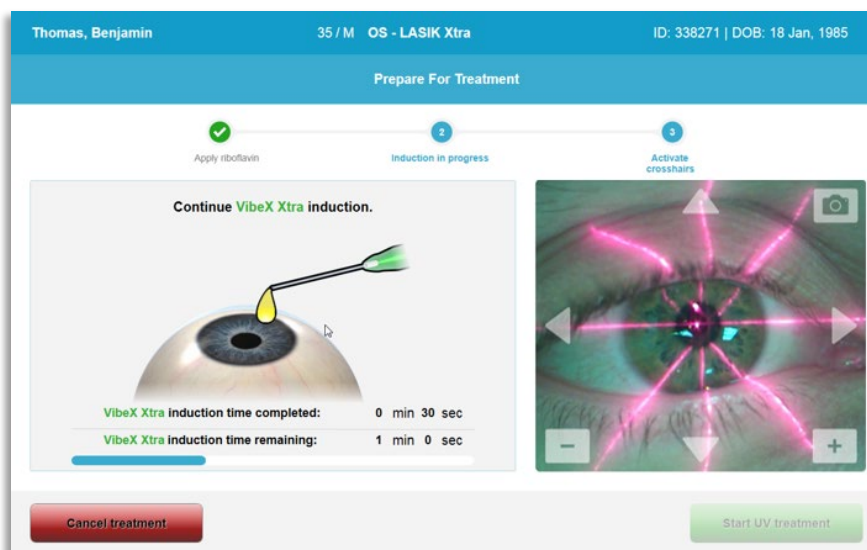 Thomas, Benjamin 35 / M OS - LASIK Xtra ID: 338271 | DOB: 18 Jan, 1985
Prepare For Treatment
2 3
Apply riboflavin Induction in progress Activate
crosshairs
Continue VibeX Xtra induction.
VibeX Xtra induction time completed: 0 min 30 sec
VibeX Xtra induction time remaining: 1 min 0 sec
Cancel treatment Start UV treatment